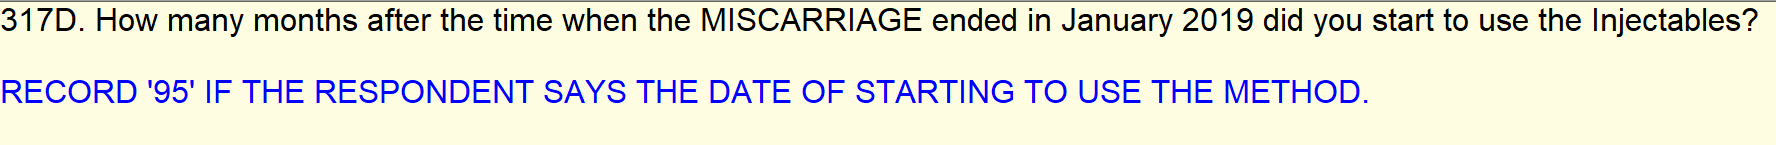 317D. How many months after the time when the MISCARRIAGE ended in January 2019 did you start to use the Injectables?
RECORD '95' IF THE RESPONDENT SAYS THE DATE OF STARTING TO USE THE METHOD.